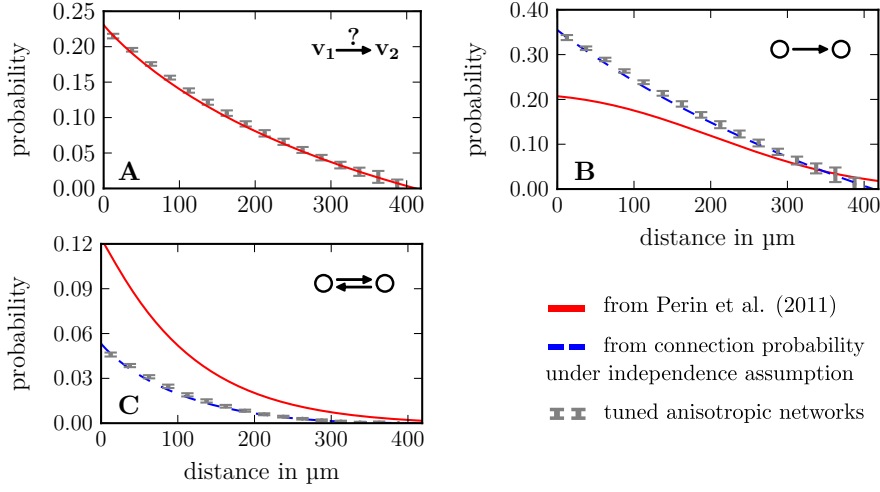 0.25
0.20
0.15
0.10
0.05
0.00
probability
?
v1 v2
A
0 100 200 300 400
0.40
0.30
0.20
0.10
0.00
probability
B
0 100 200 300 400
distance in µm
0.12
0.09
0.06
0.03
0.00
probability
C
0 100 200 300 400
distance in µm
from Perin et al. (2011)
from connection probability
under independence assumption
tuned anisotropic networks